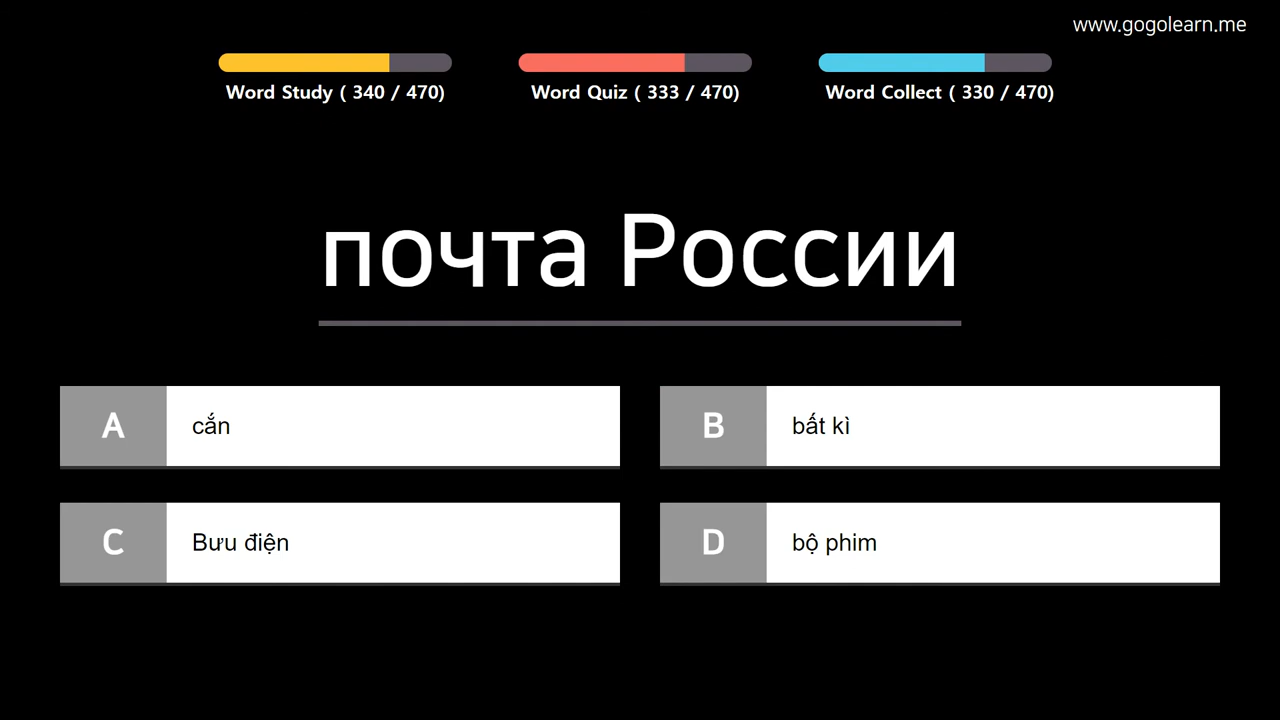 www.gogolearn.me
Word Study ( 340 / 470)
Word Quiz ( 333 / 470)
Word Collect ( 330 / 470)
почта России
A
cắn
B
bất kì
C
Bưu điện
D
bộ phim